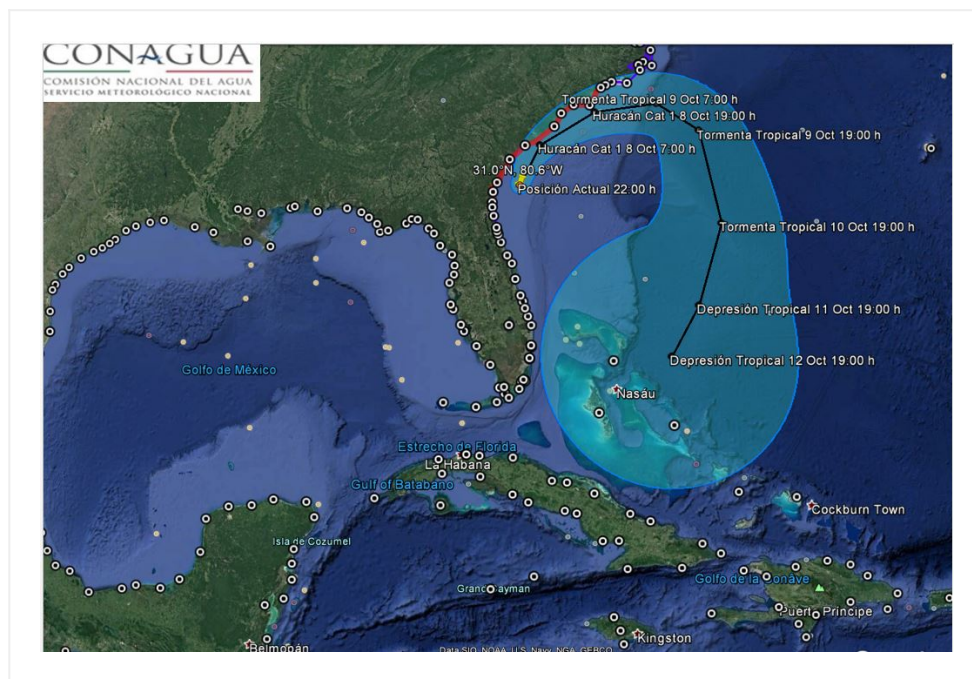 CONAGUA
COMISIÓN NACIONAL DEL AGUA
SERVICIO METEOROLÓGICO NACIONAL
Tormenta Tropical 9 Oct 7:00 h
Huracán Cat 1 8 Oct 19:00 h
Tormenta Tropical 9 Oct 19:00 h
Huracán Cat 1 8 Oct 7:00 h
31.0°N, 80.6°W
Posición Actual 22:00 h
Tormenta Tropical 10 Oct 19:00 h
Depresión Tropical 11 Oct 19:00 h
Depresión Tropical 12 Oct 19:00 h
Golfo de México
Nasáu
Estrecho de Florida
La Habana
Gulf of Batabano
Cockburn Town
Isla de Cozumel
Golfo de la Gonâve
Grand Cayman
Puerto Príncipe
Kingston
Belmopán
Data SIO, NOAA, U.S. Navy, NGA, GEBCO